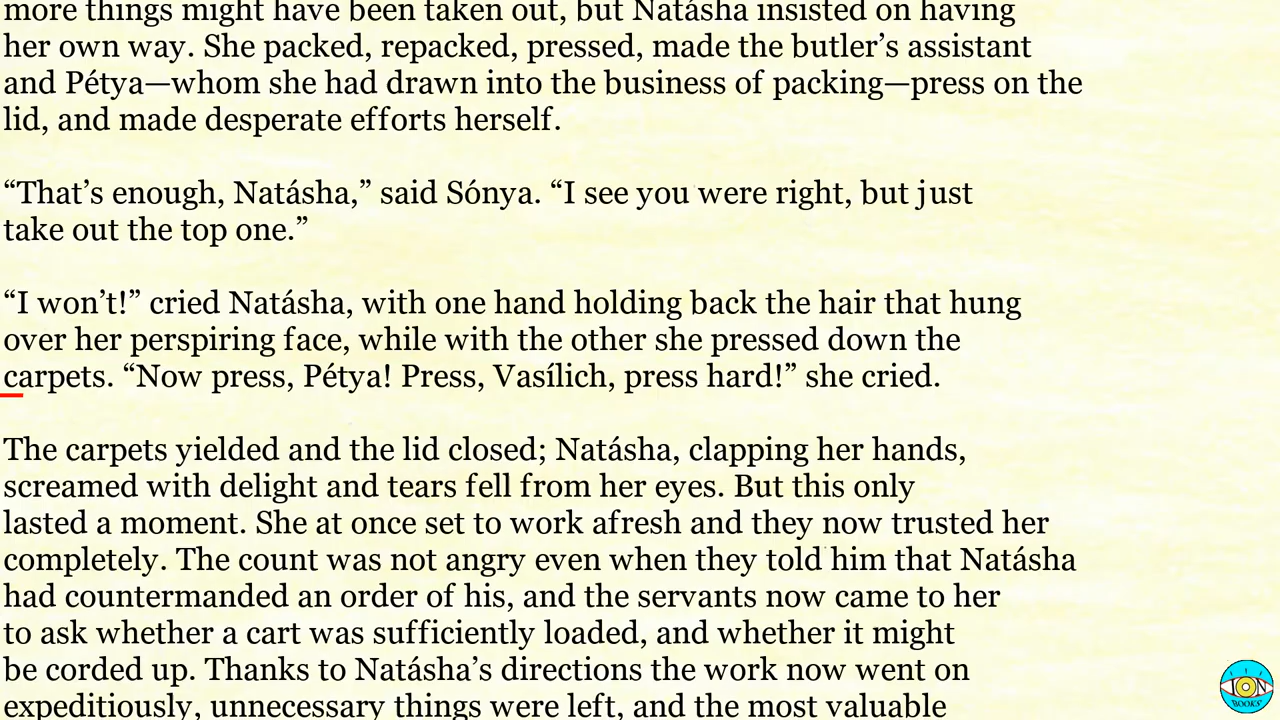 more things might have been taken out, but Natásha insisted on having
her own way. She packed, repacked, pressed, made the butler’s assistant
and Pétya—whom she had drawn into the business of packing—press on the
lid, and made desperate efforts herself.
“That’s enough, Natásha,” said Sónya. “I see you were right, but just
take out the top one.”
“I won’t!” cried Natásha, with one hand holding back the hair that hung
over her perspiring face, while with the other she pressed down the
carpets. “Now press, Pétya! Press, Vasílich, press hard!” she cried.
The carpets yielded and the lid closed; Natásha, clapping her hands,
screamed with delight and tears fell from her eyes. But this only
lasted a moment. She at once set to work afresh and they now trusted her
completely. The count was not angry even when they told him that Natásha
had countermanded an order of his, and the servants now came to her
to ask whether a cart was sufficiently loaded, and whether it might
be corded up. Thanks to Natásha’s directions the work now went on
expeditiously, unnecessary things were left, and the most valuable
ION
BOOKS